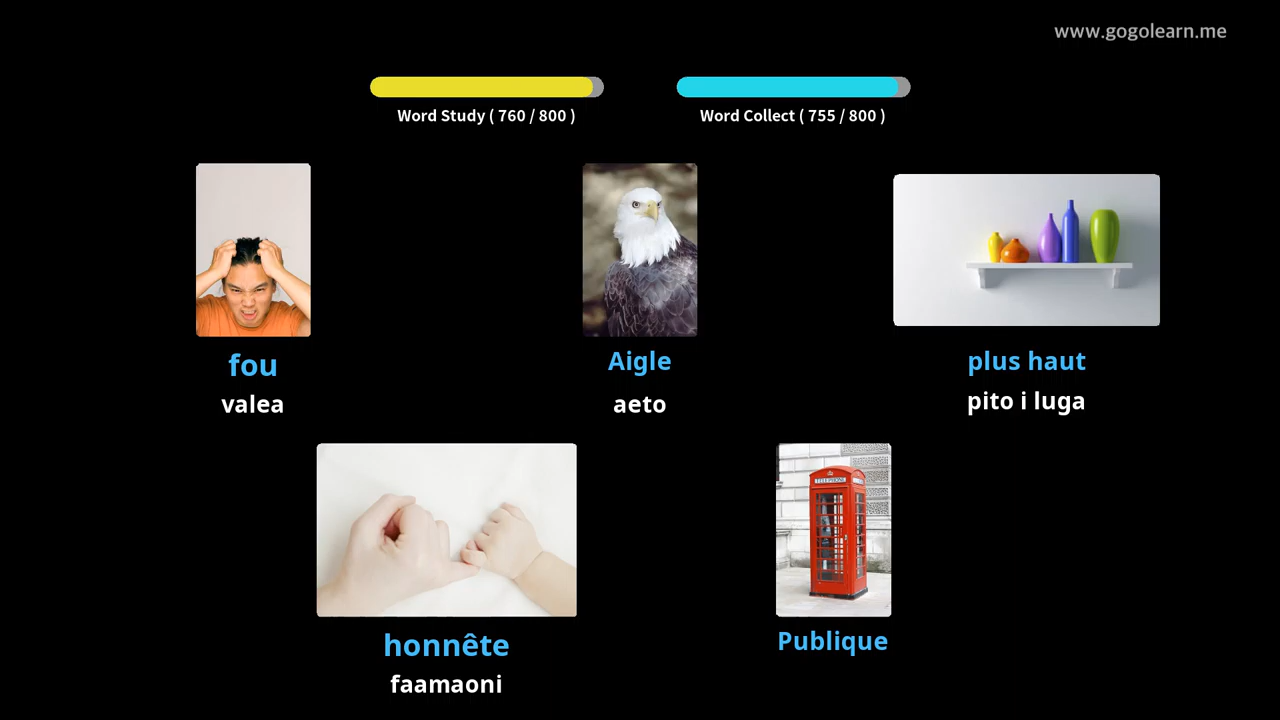 www.gogolearn.me
Word Study ( 760 / 800 )
Word Collect ( 755 / 800 )
fou
valea
Aigle
aeto
plus haut
pito i luga
TELEPHONE
honnête
faamaoni
Publique